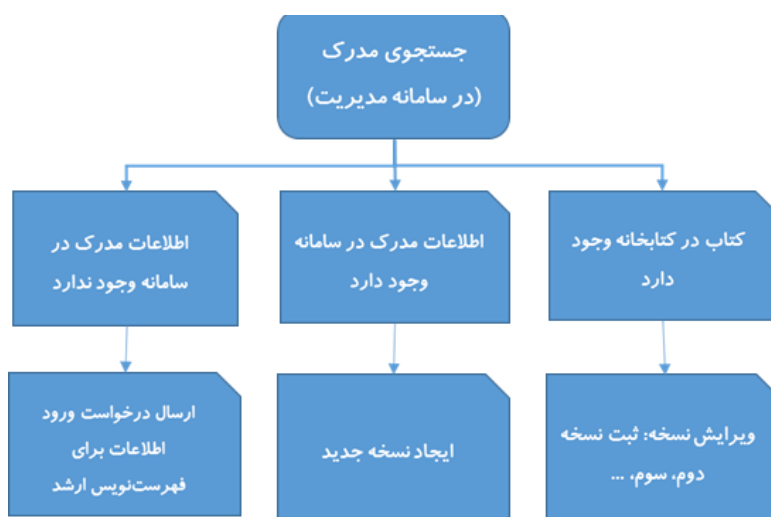 جستجوی مدرک
(در سامانه مدیریت)
کتاب در کتابخانه وجود
دارد
اطلاعات مدرک در سامانه
وجود دارد
اطلاعات مدرک در
سامانه وجود ندارد
ویرایش نسخه: ثبت نسخه
دوم، سوم، ...
ایجاد نسخه جدید
ارسال درخواست ورود
اطلاعات برای
فهرست‌نویس ارشد